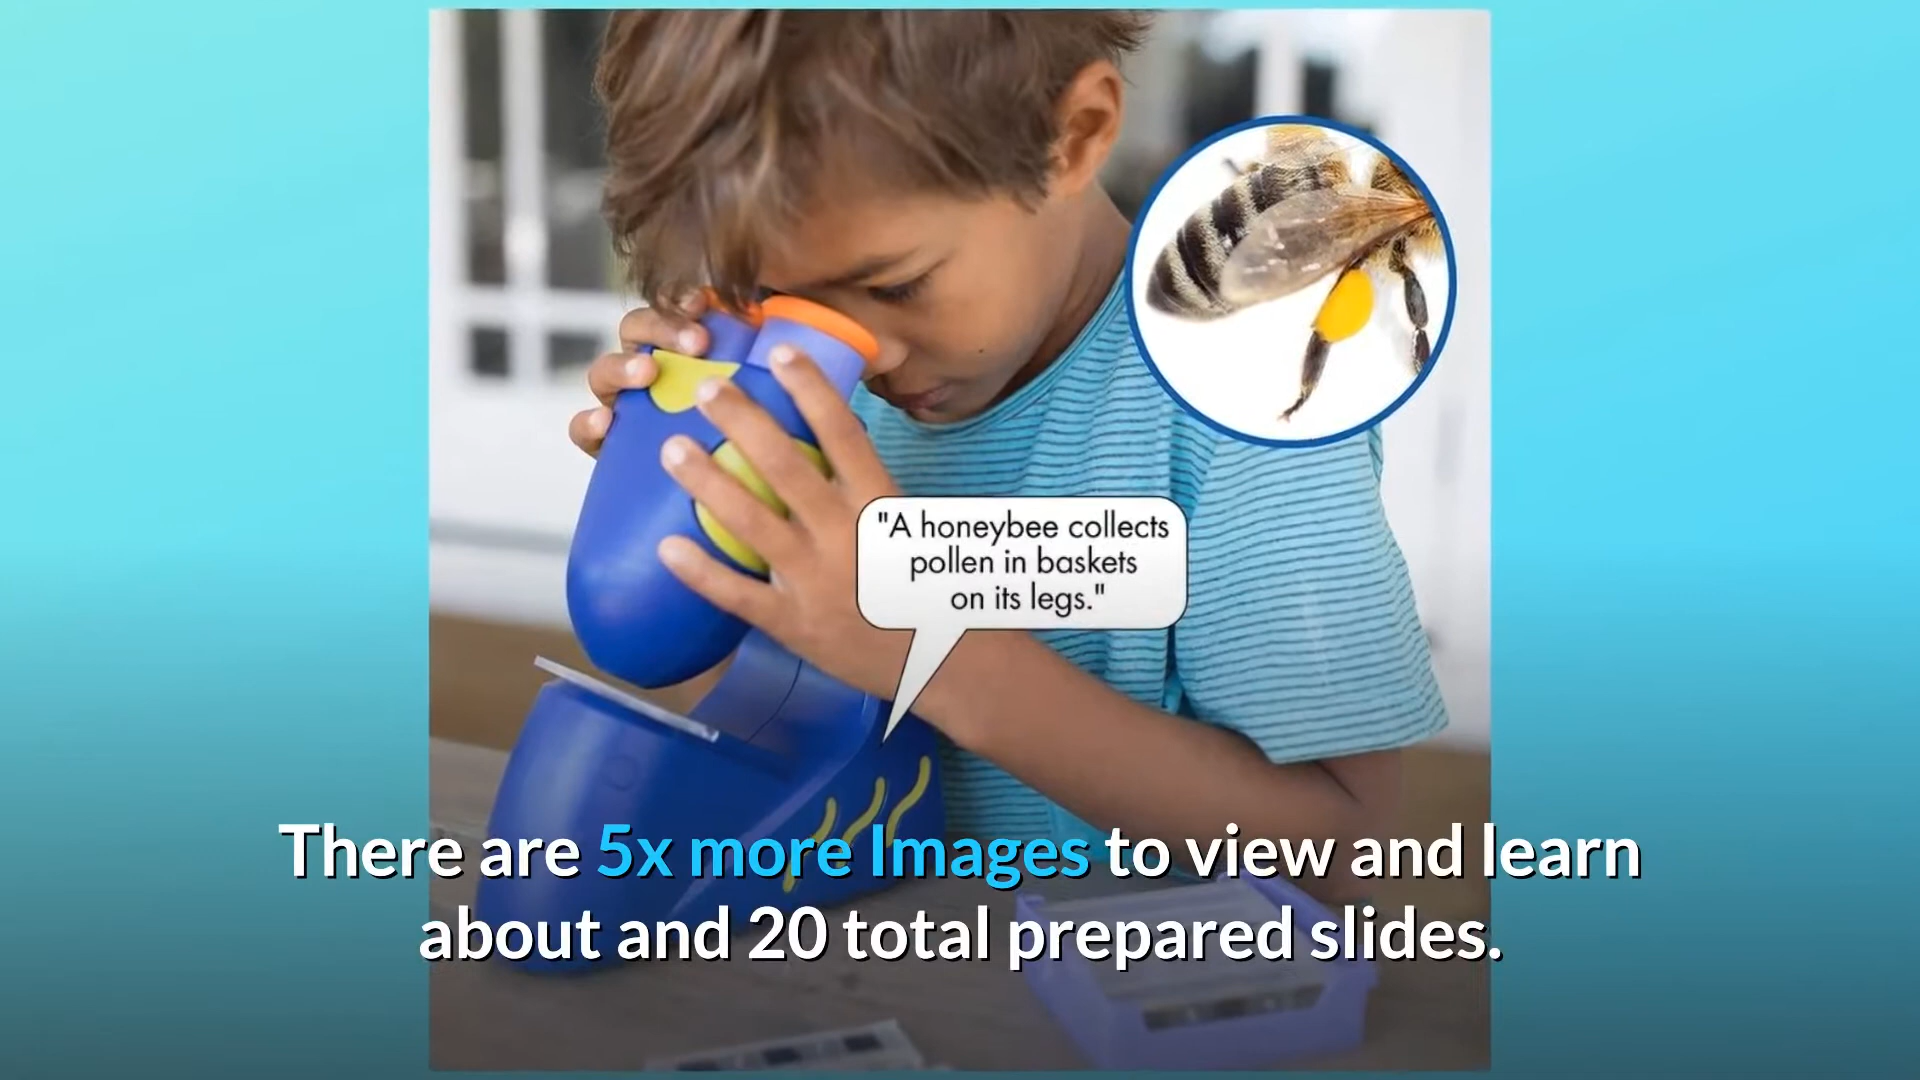 "A honeybee collects
pollen in baskets
on its legs."
There are 5x more Images to view and learn
about and 20 total prepared slides.